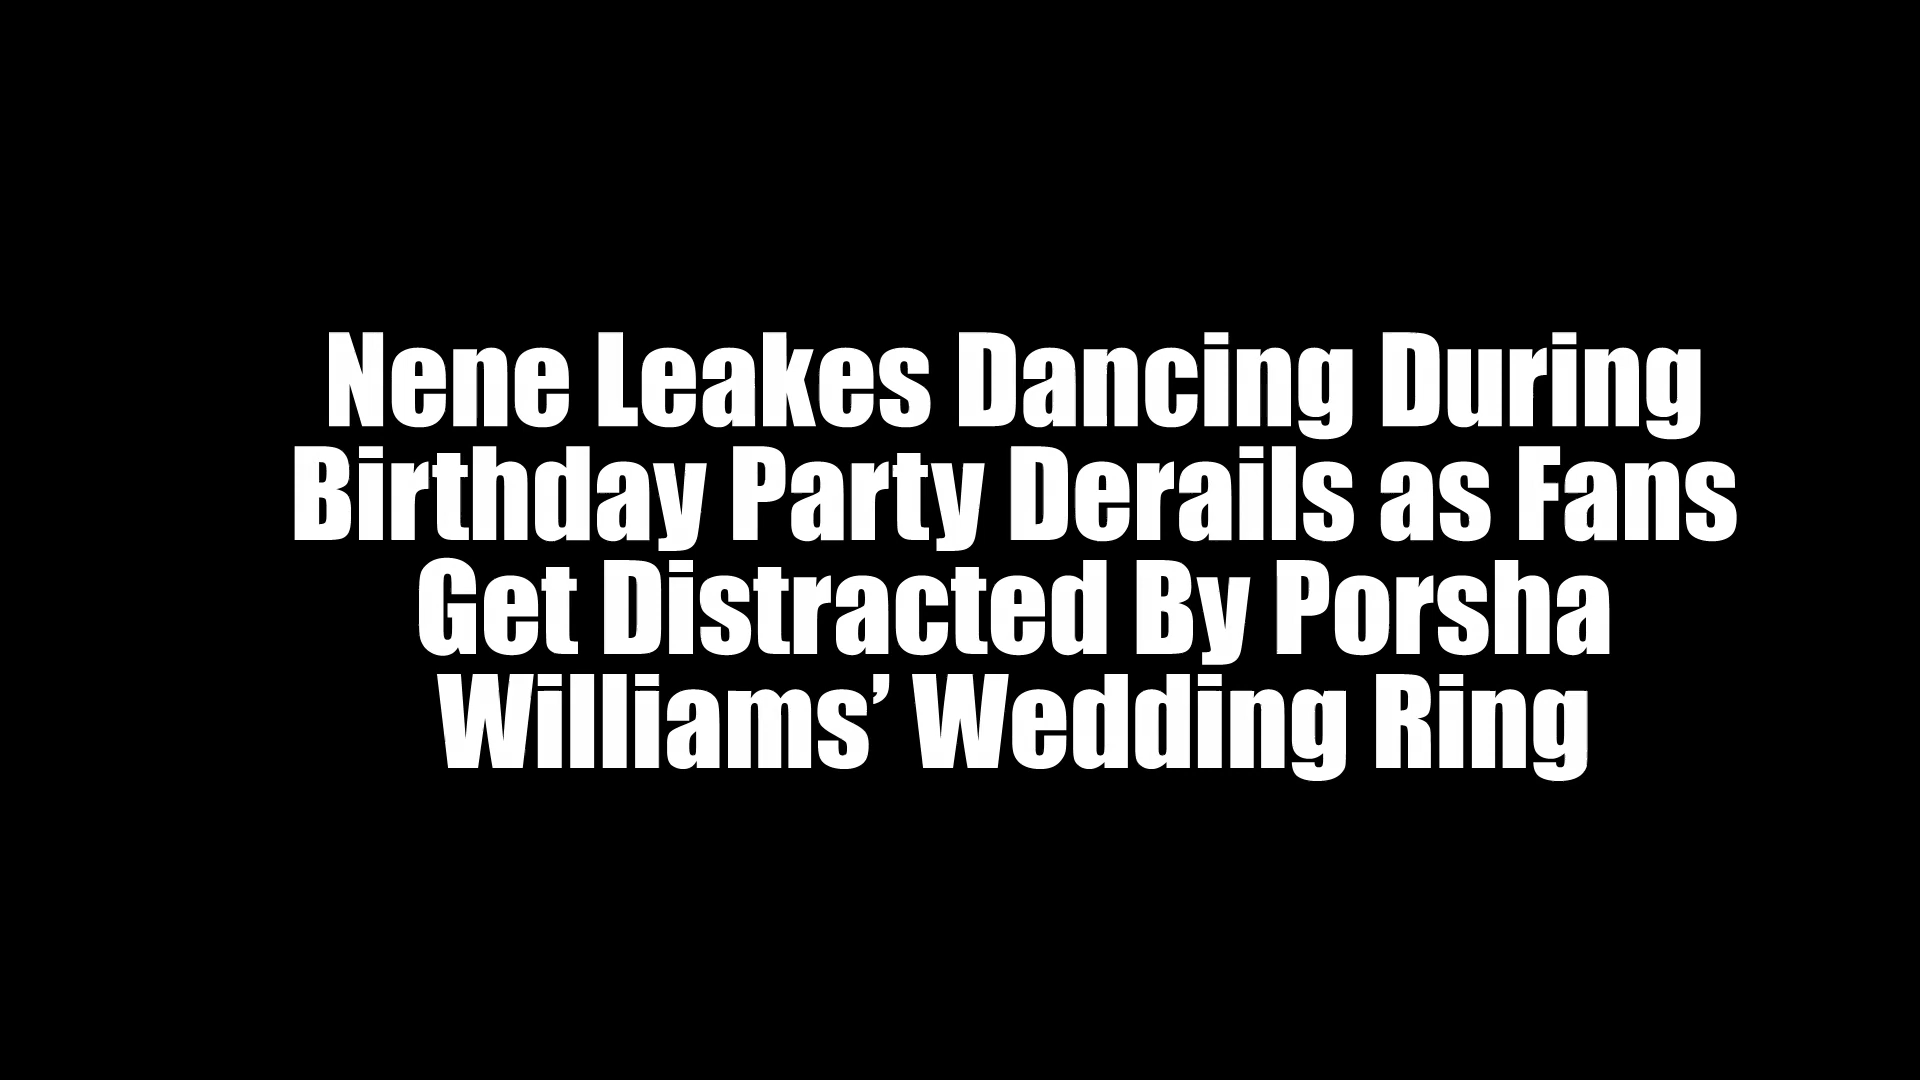 Nene Leakes Dancing During
Birthday Party Derails as Fans
Get Distracted By Porsha
Williams’ Wedding Ring